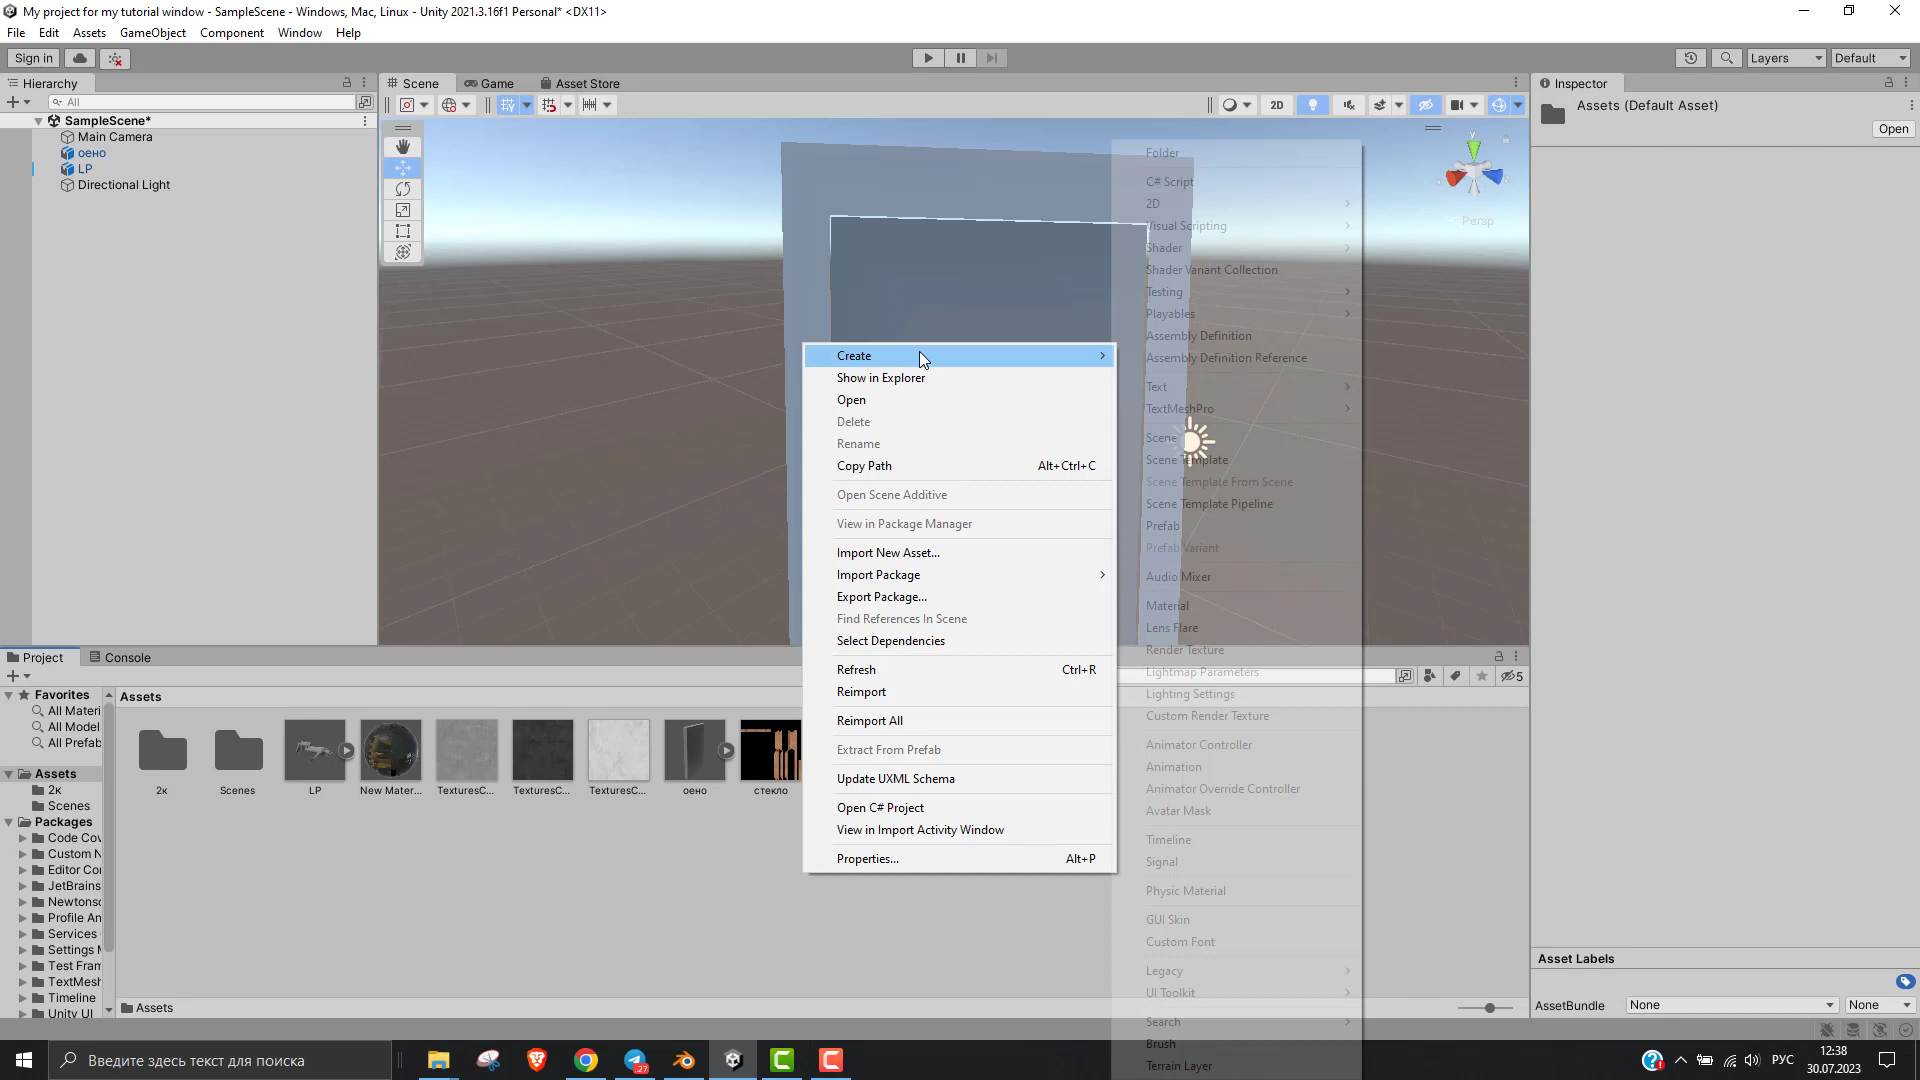 My project for my tutorial window - SampleScene - Windows, Mac, Linux - Unity 2021.3.16f1 Personal* <DX11>
File Edit Assets GameObject Component Window Help
Sign in
Layers
Default
Hierarchy
All
SampleScene*
Main Camera
оено
LP
Directional Light
Scene
Game
Asset Store
2D
y
Persp
Inspector
Assets (Default Asset)
Open
Create
Show in Explorer
Open
Delete
Rename
Copy Path Alt+Ctrl+C
Open Scene Additive
View in Package Manager
Import New Asset...
Import Package
Export Package...
Find References In Scene
Select Dependencies
Refresh Ctrl+R
Reimport
Reimport All
Extract From Prefab
Update UXML Schema
Open C# Project
View in Import Activity Window
Properties... Alt+P
Folder
C# Script
2D
Visual Scripting
Shader
Shader Variant Collection
Testing
Playables
Assembly Definition
Assembly Definition Reference
Text
TextMeshPro
Scene
Scene Template
Scene Template From Scene
Scene Template Pipeline
Prefab
Prefab Variant
Audio Mixer
Material
Lens Flare
Render Texture
Lightmap Parameters
Lighting Settings
Custom Render Texture
Animator Controller
Animation
Animator Override Controller
Avatar Mask
Timeline
Signal
Physic Material
GUI Skin
Custom Font
Legacy
UI Toolkit
Search
Brush
Terrain Layer
Project
Console
5
Favorites
All Materi
All Model
All Prefab
Assets
2к
Scenes
Packages
Code Cov
Custom N
Editor Co
JetBrains
Newtonso
Profile An
Services
Settings M
Test Fram
TextMesh
Timeline
Unity UI
Assets
2к
Scenes
LP
New Mater...
TexturesC...
TexturesC...
TexturesC...
оено
стекло
Assets
Asset Labels
AssetBundle
None
None
Введите здесь текст для поиска
27
РУС
12:38
30.07.2023